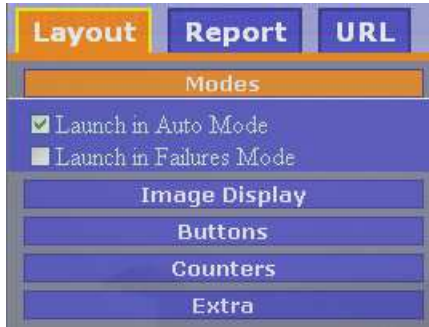 Layout Report URL
Modes
Launch in Auto Mode
Launch in Failures Mode
Image Display
Buttons
Counters
Extra